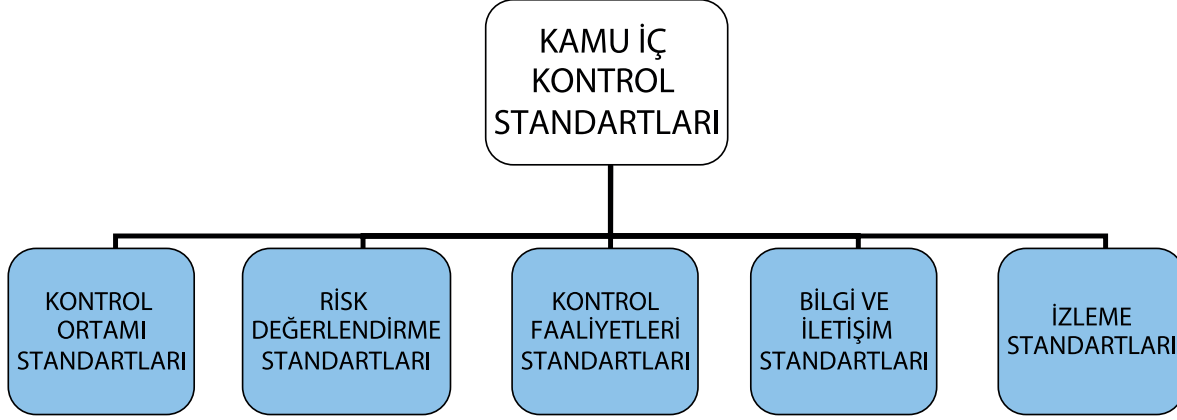 KAMU İÇ
KONTROL
STANDARTLARI
KONTROL
ORTAMI
STANDARTLARI
RİSK
DEĞERLENDİRME
STANDARTLARI
KONTROL
FAALİYETLERİ
STANDARTLARI
BİLGİ VE
İLETİŞİM
STANDARTLARI
İZLEME
STANDARTLARI